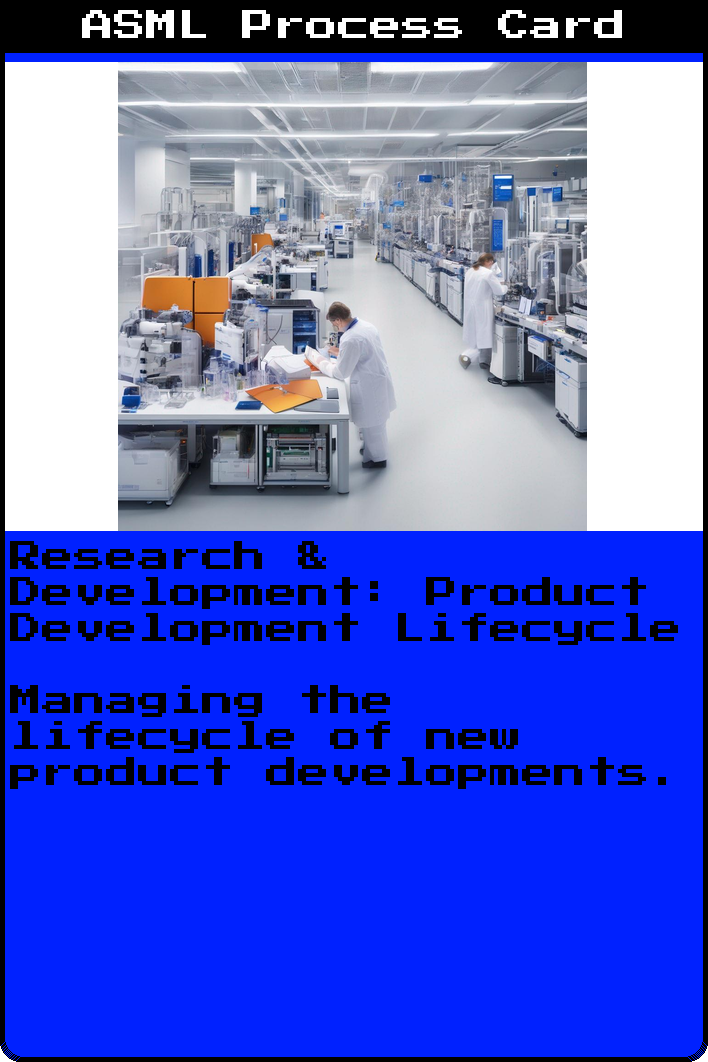 ASML Process Card
Research &
Development: Product
Development Lifecycle
Managing the
lifecycle of new
product developments.